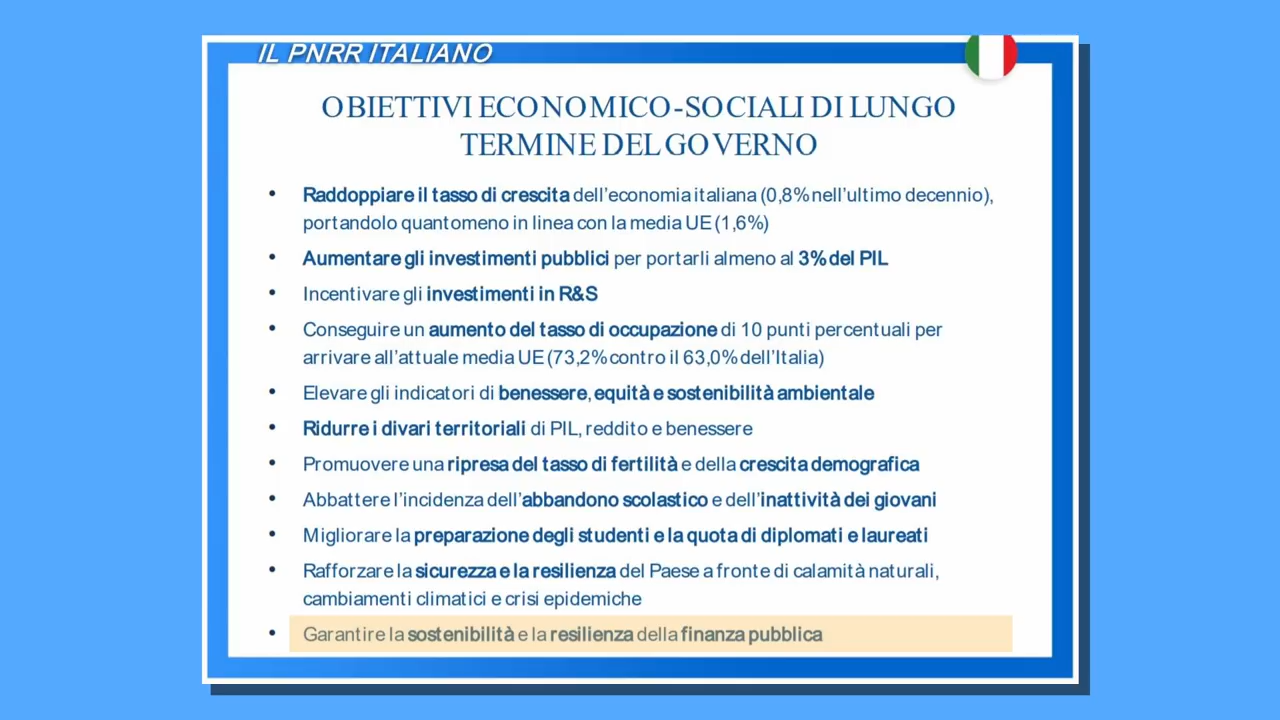 IL PNRR ITALIANO
OBIETTIVI ECONOMICO-SOCIALI DI LUNGO
TERMINE DEL GOVERNO
• Raddoppiare il tasso di crescita dell'economia italiana (0,8% nell'ultimo decennio),
portandolo quantomeno in linea con la media UE (1,6%)
• Aumentare gli investimenti pubblici per portarli almeno al 3% del PIL
• Incentivare gli investimenti in R&S
• Conseguire un aumento del tasso di occupazione di 10 punti percentuali per
arrivare all'attuale media UE (73,2% contro il 63,0% dell'Italia)
• Elevare gli indicatori di benessere, equità e sostenibilità ambientale
• Ridurre i divari territoriali di PIL, reddito e benessere
• Promuovere una ripresa del tasso di fertilità e della crescita demografica
• Abbattere l'incidenza dell'abbandono scolastico e dell'inattività dei giovani
• Migliorare la preparazione degli studenti e la quota di diplomati e laureati
• Rafforzare la sicurezza e la resilienza del Paese a fronte di calamità naturali,
cambiamenti climatici e crisi epidemiche
• Garantire la sostenibilità e la resilienza della finanza pubblica